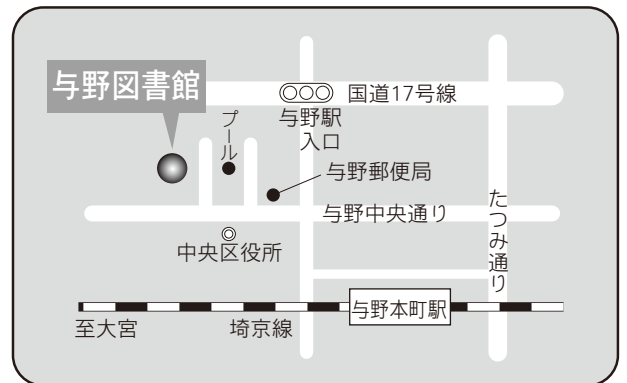 与野図書館
国道17号線
与野駅
入口
プール
与野郵便局
与野中央通り
たつみ通り
中央区役所
与野本町駅
至大宮
埼京線